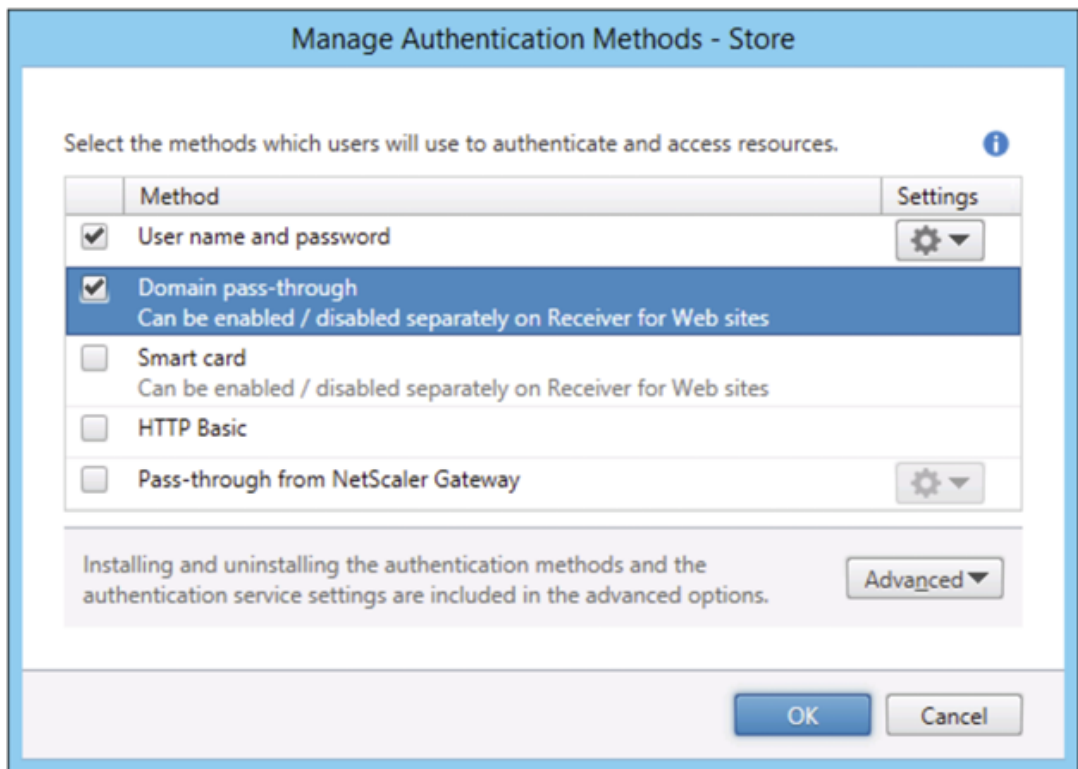 Manage Authentication Methods - Store
Select the methods which users will use to authenticate and access resources.
Method Settings
User name and password
Domain pass-through
Can be enabled / disabled separately on Receiver for Web sites
Smart card
Can be enabled / disabled separately on Receiver for Web sites
HTTP Basic
Pass-through from NetScaler Gateway
Installing and uninstalling the authentication methods and the
authentication service settings are included in the advanced options.
Advanced
OK Cancel